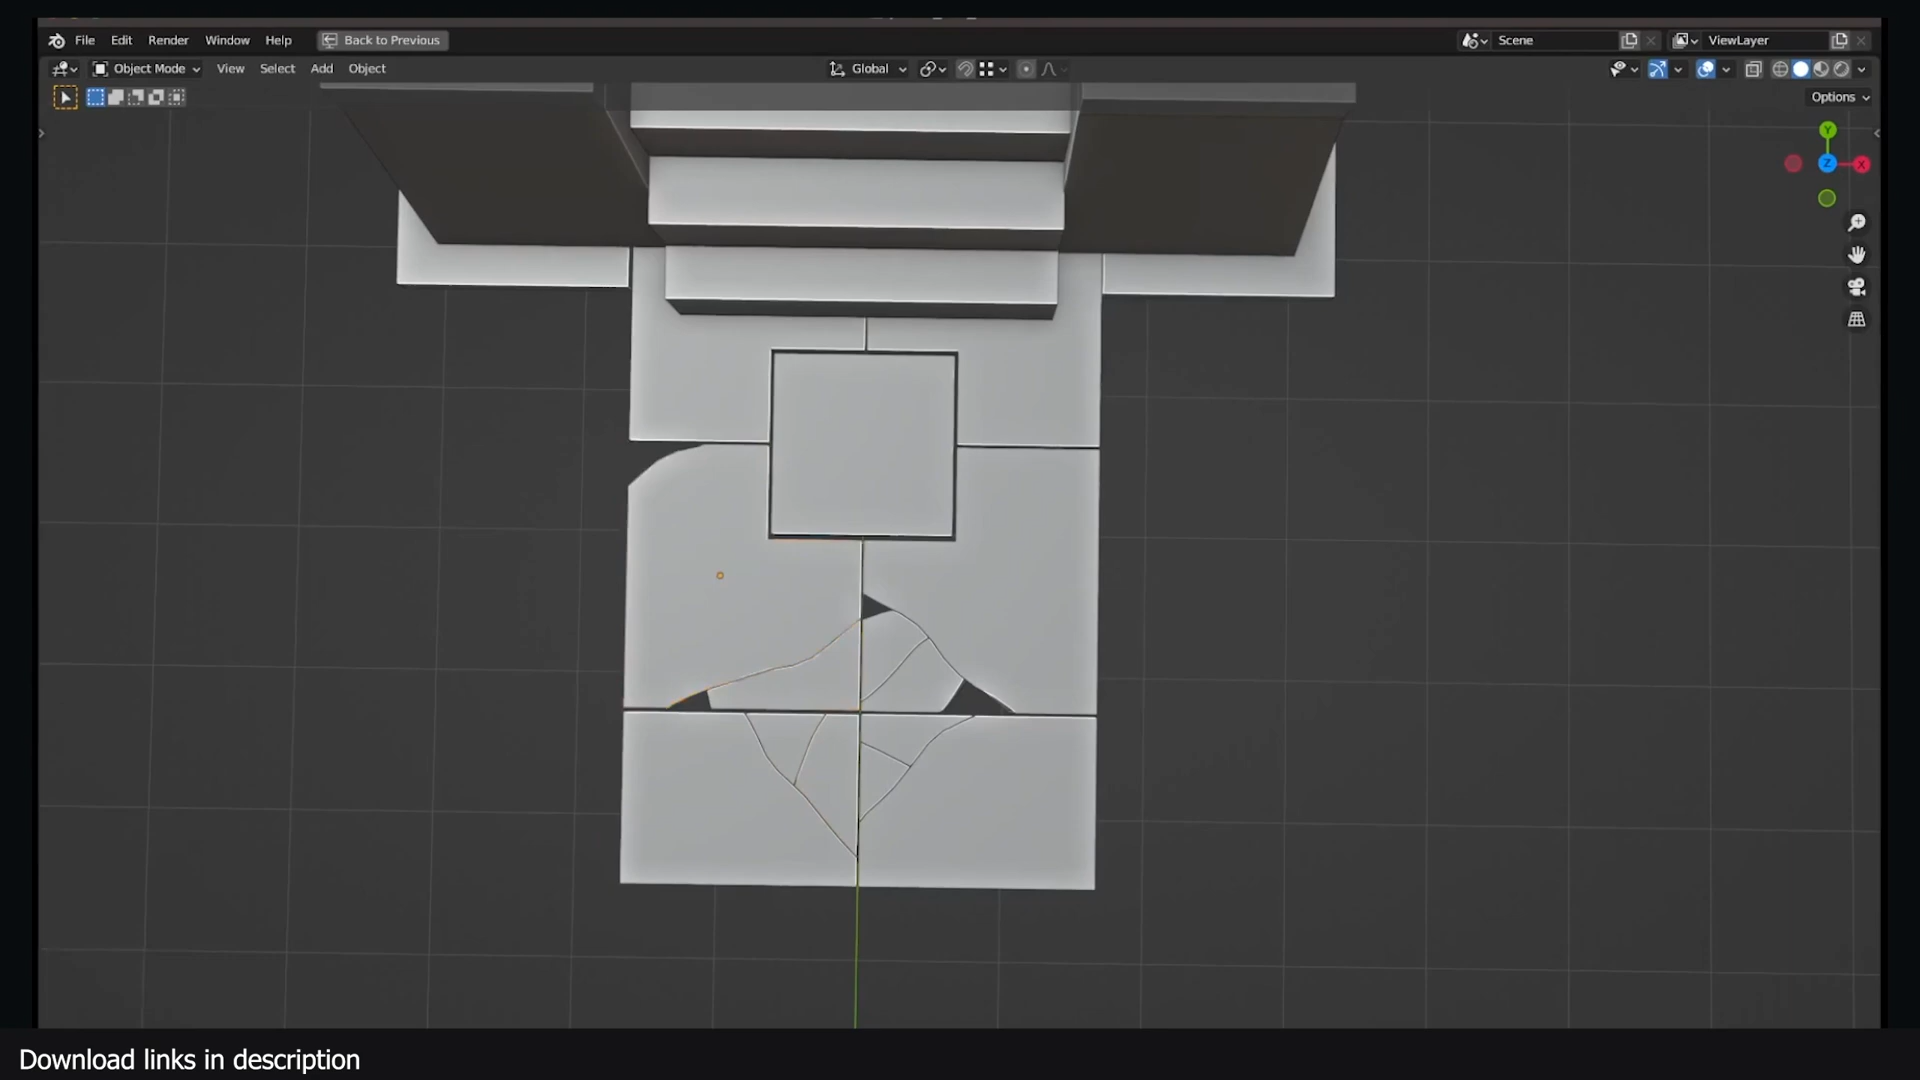 File Edit Render Window Help Back to Previous Scene ViewLayer
Object Mode View Select Add Object Global
Options
Y
Z X
Download links in description